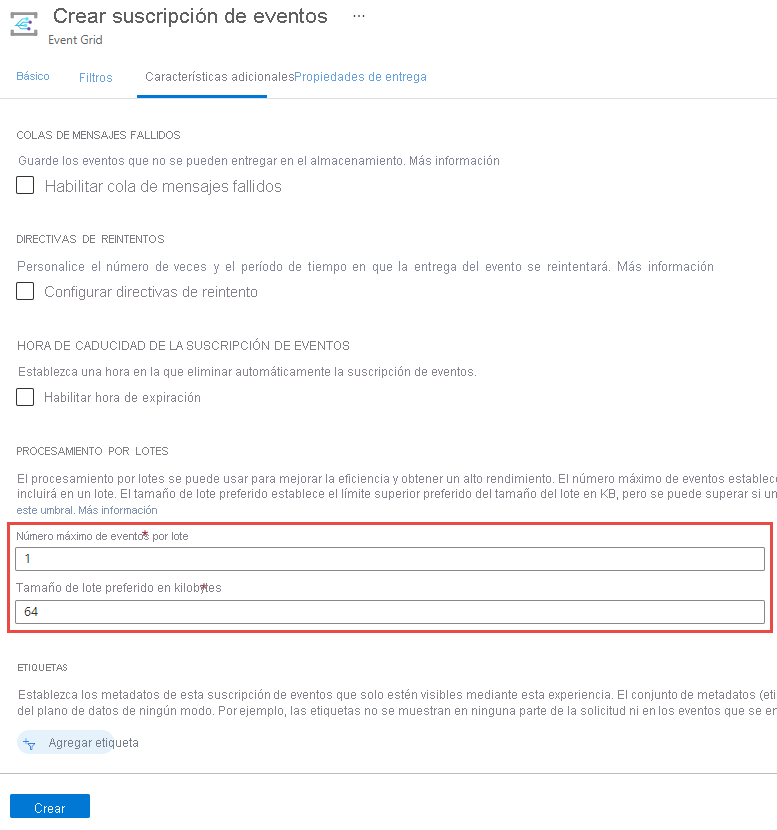 Crear suscripción de eventos ...
Event Grid
Básico Filtros Características adicionales Propiedades de entrega
COLAS DE MENSAJES FALLIDOS
Guarde los eventos que no se pueden entregar en el almacenamiento. Más información
Habilitar cola de mensajes fallidos
DIRECTIVAS DE REINTENTOS
Personalice el número de veces y el período de tiempo en que la entrega del evento se reintentará. Más información
Configurar directivas de reintento
HORA DE CADUCIDAD DE LA SUSCRIPCIÓN DE EVENTOS
Establezca una hora en la que eliminar automáticamente la suscripción de eventos.
Habilitar hora de expiración
PROCESAMIENTO POR LOTES
El procesamiento por lotes se puede usar para mejorar la eficiencia y obtener un alto rendimiento. El número máximo de eventos establec
incluirá en un lote. El tamaño de lote preferido establece el límite superior preferido del tamaño del lote en KB, pero se puede superar si un
este umbral. Más información
Número máximo de eventos por lote *
1
Tamaño de lote preferido en kilobytes *
64
ETIQUETAS
Establezca los metadatos de esta suscripción de eventos que solo estén visibles mediante esta experiencia. El conjunto de metadatos (eti
del plano de datos de ningún modo. Por ejemplo, las etiquetas no se muestran en ninguna parte de la solicitud ni en los eventos que se en
Agregar etiqueta
Crear